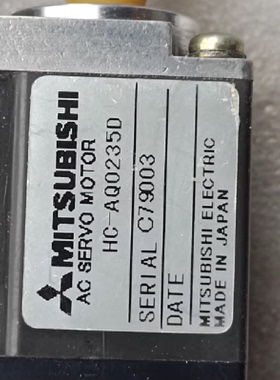 MITSUBISHI
AC SERVO MOTOR
HC-AQ0235D
SERIAL C79003
DATE
MITSUBISHI ELECTRIC
MADE IN JAPAN